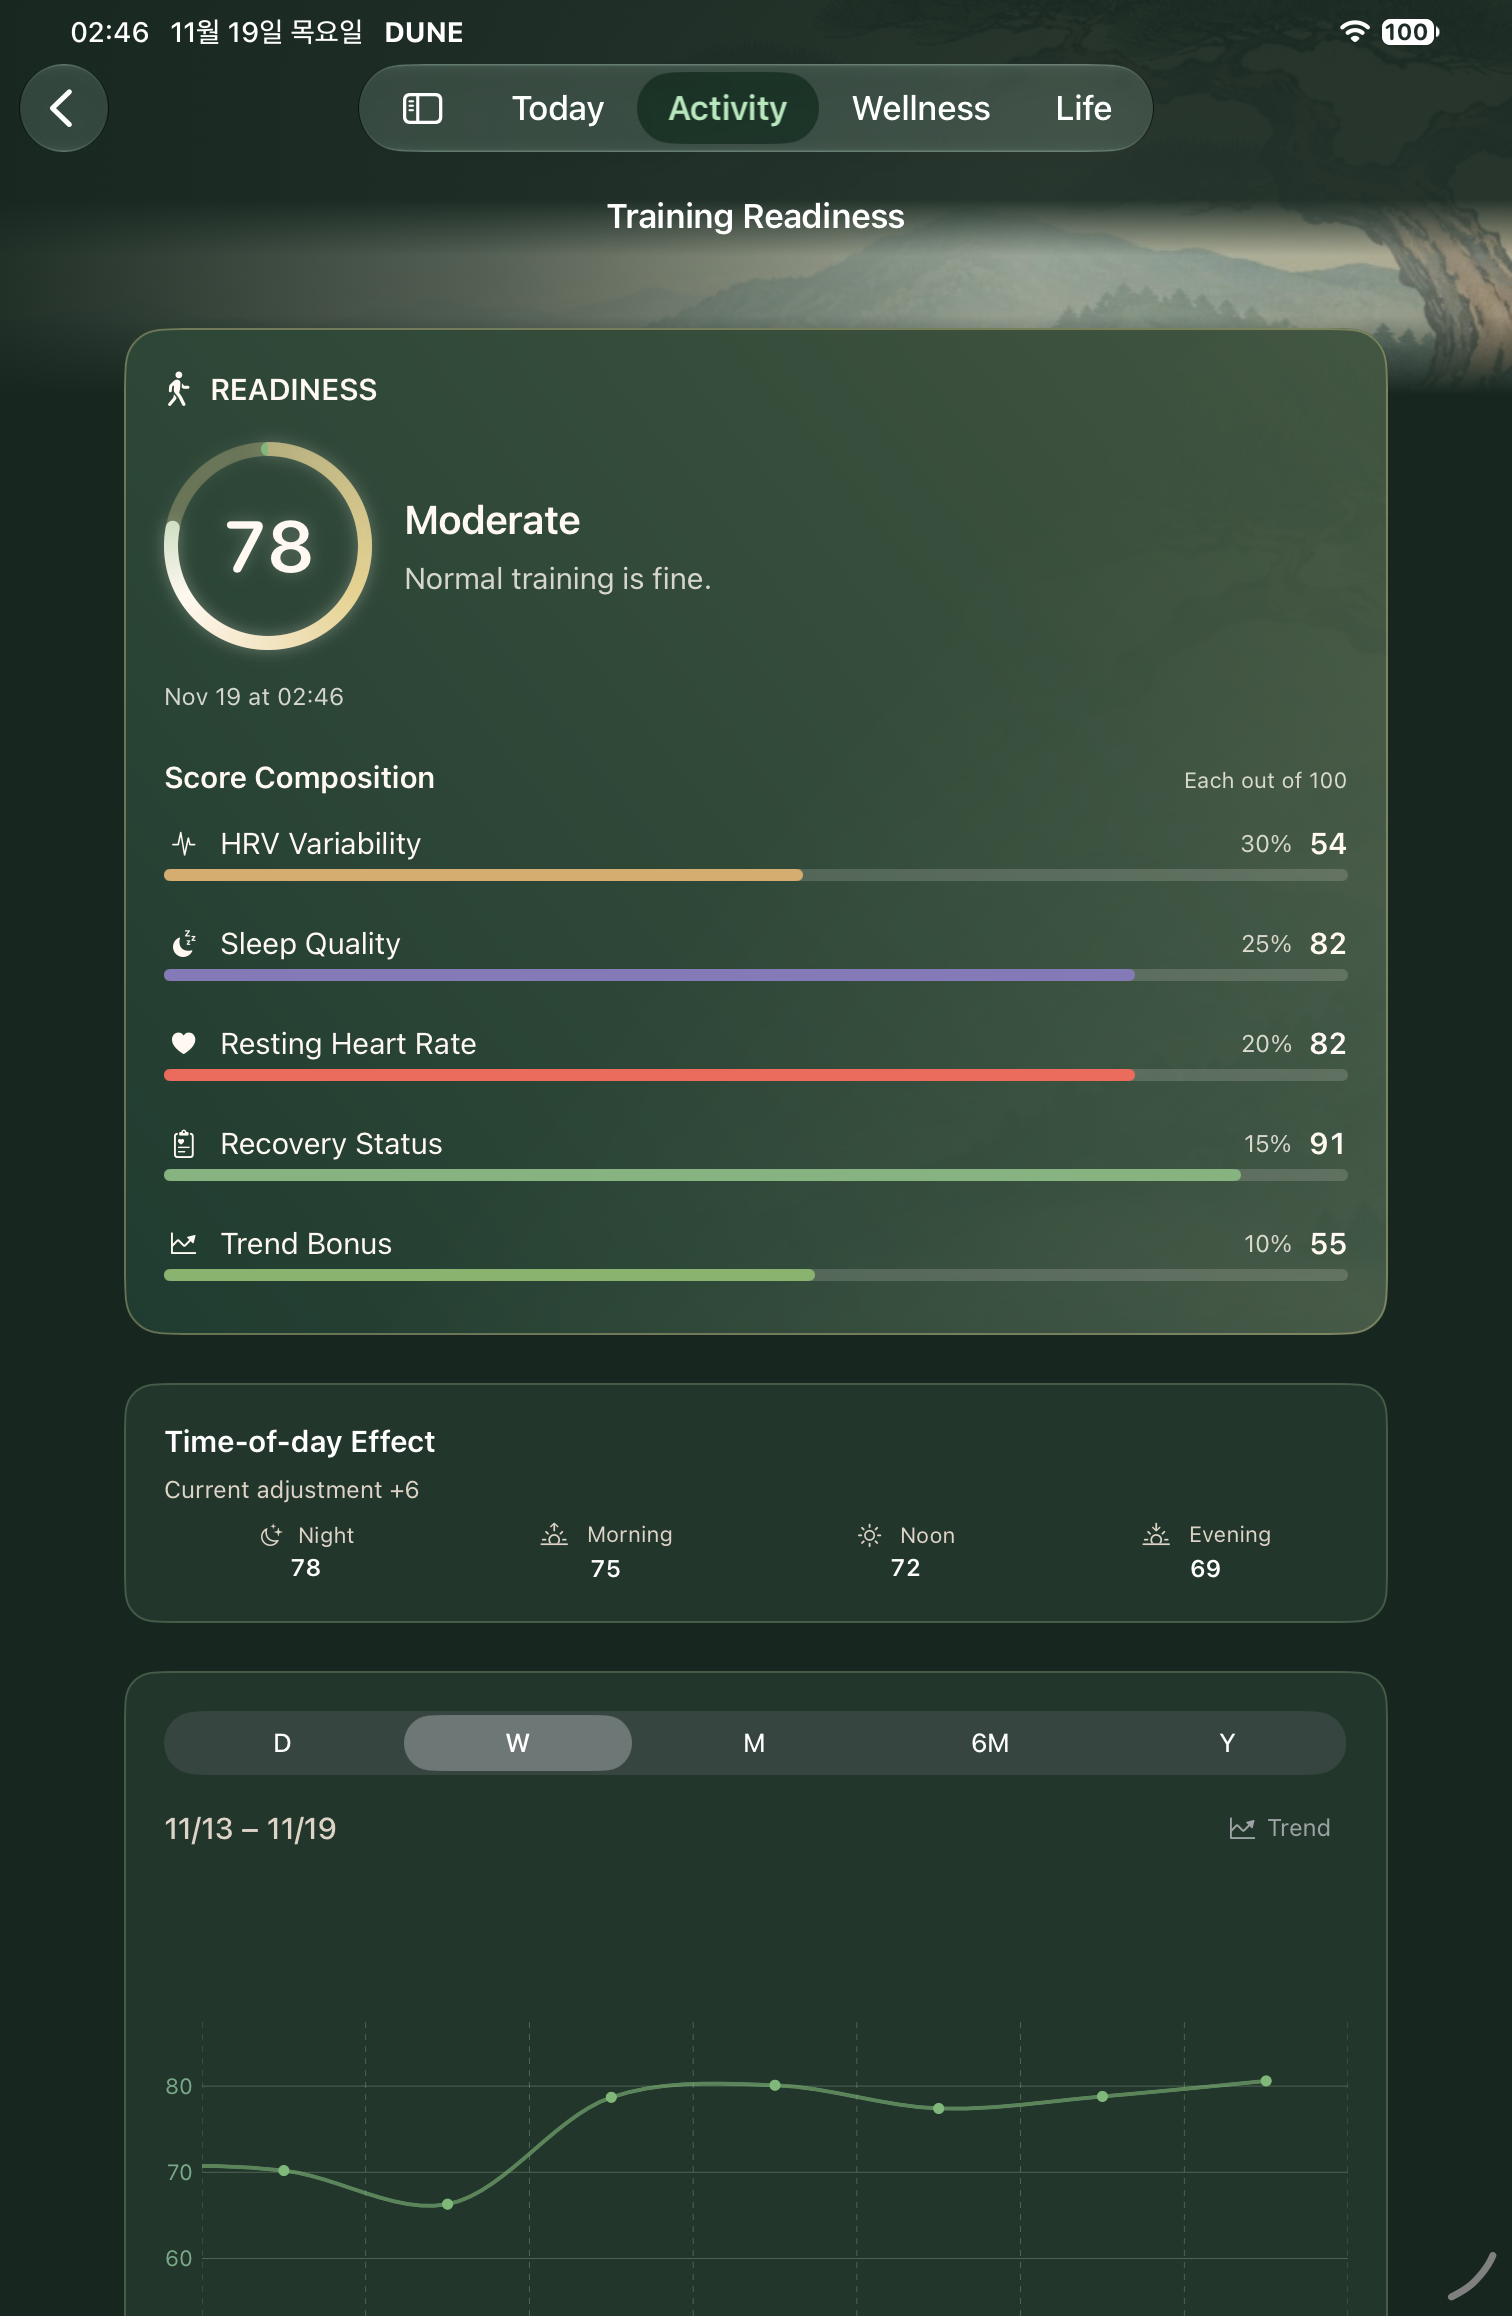 02:46 11월 19일 목요일 DUNE 100
Today Activity Wellness Life
Training Readiness
READINESS
78
Moderate
Normal training is fine.
Nov 19 at 02:46
Score Composition Each out of 100
HRV Variability 30% 54
Sleep Quality 25% 82
Resting Heart Rate 20% 82
Recovery Status 15% 91
Trend Bonus 10% 55
Time-of-day Effect
Current adjustment +6
Night Morning Noon Evening
78 75 72 69
D W M 6M Y
11/13 – 11/19 Trend
80
70
60